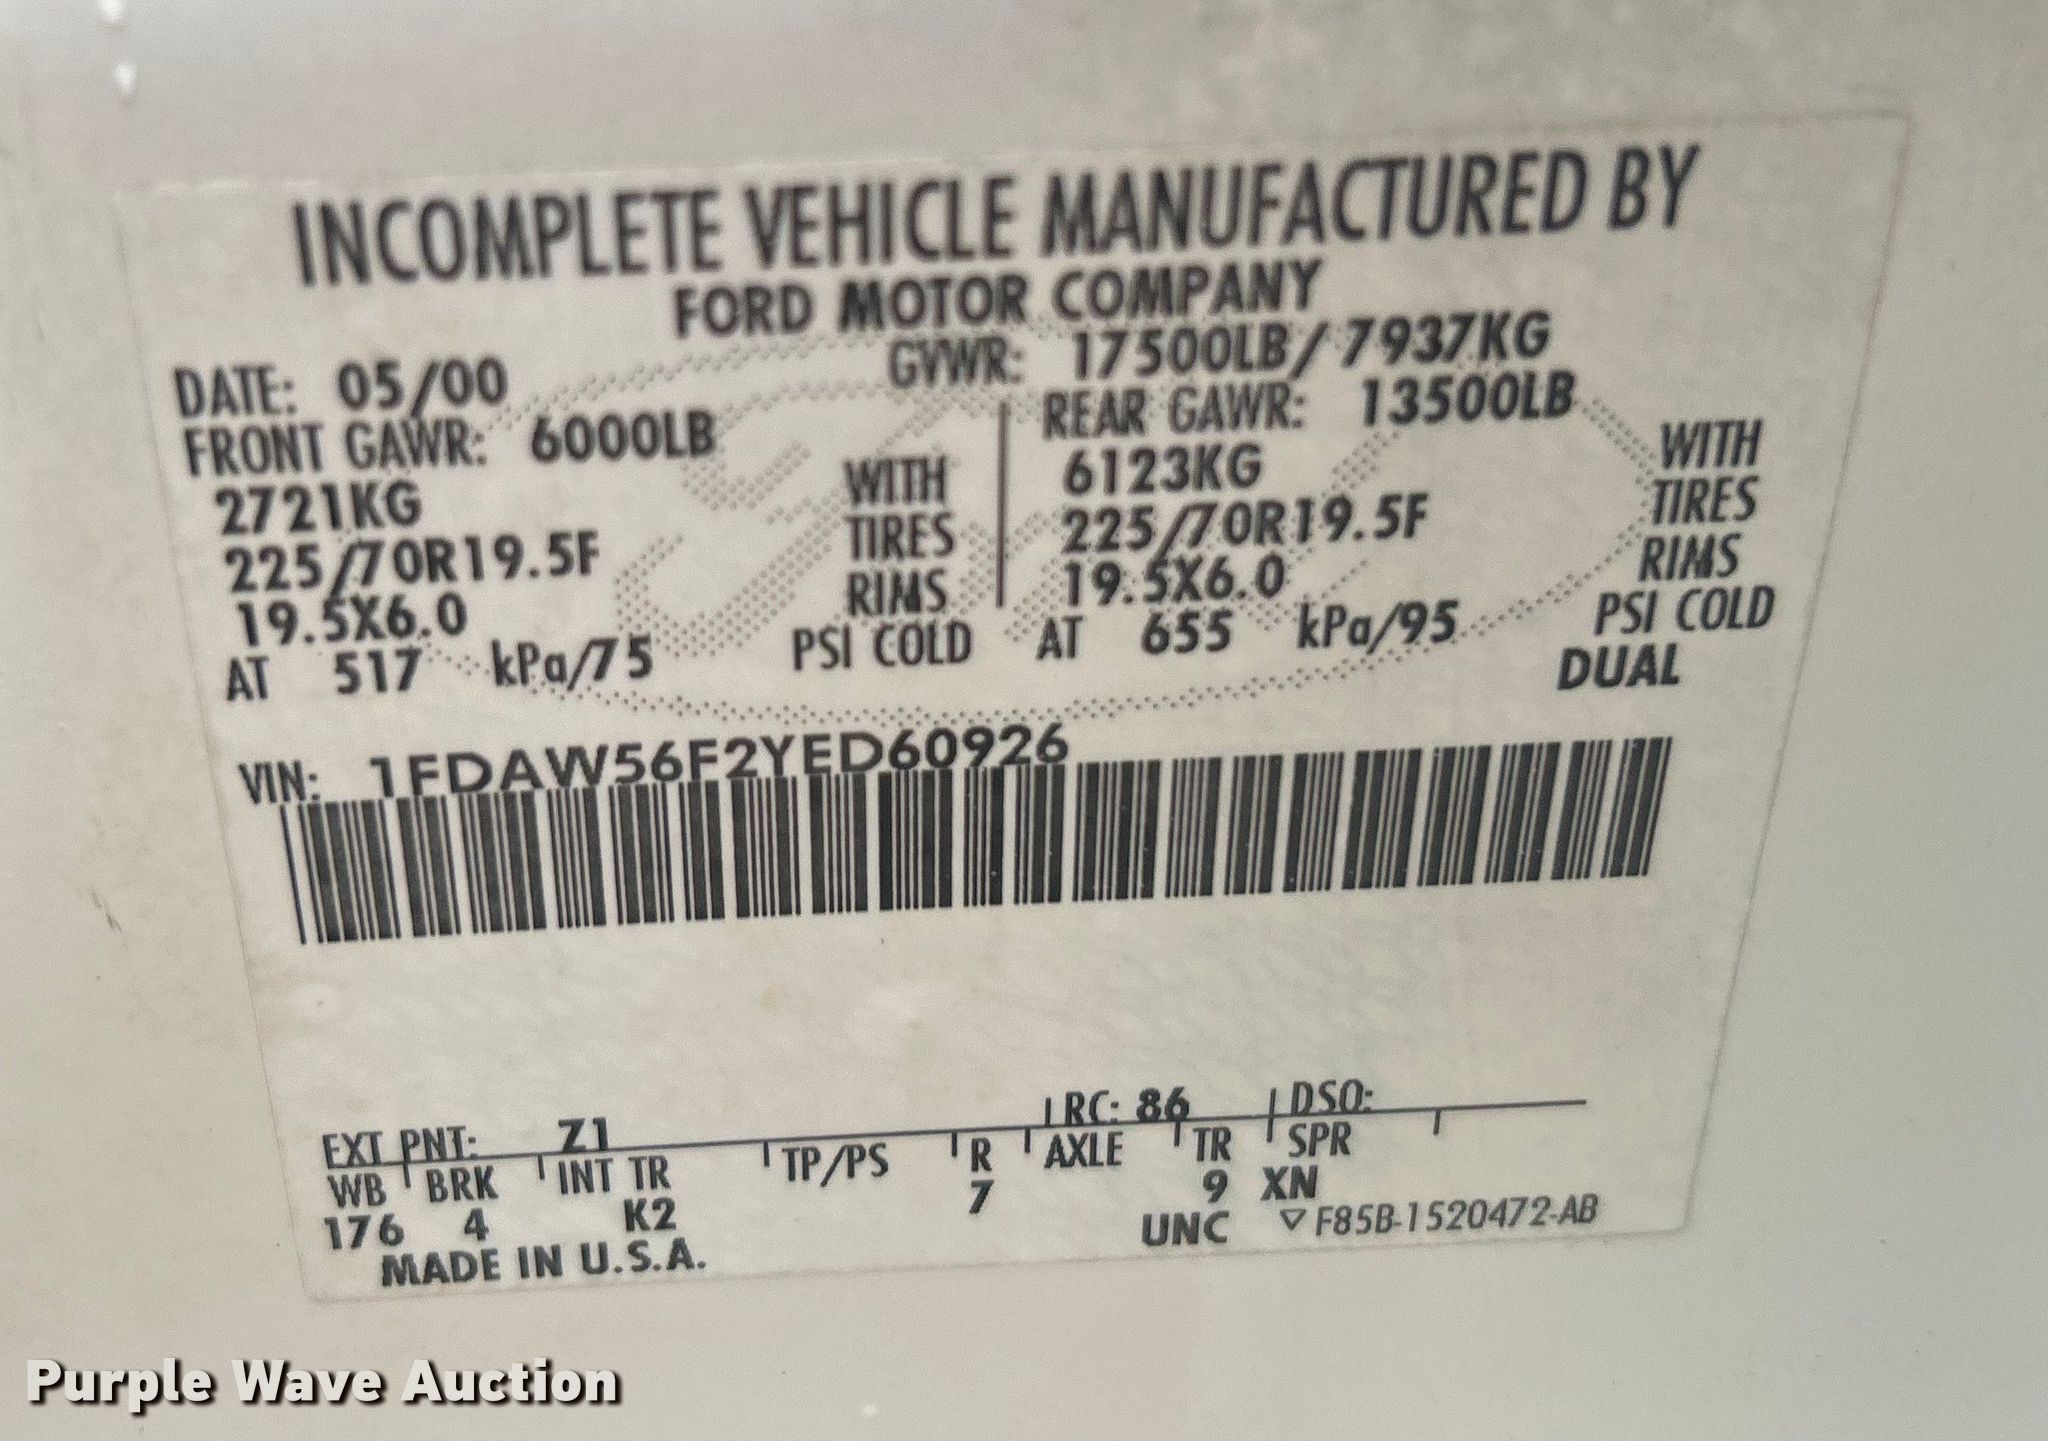 INCOMPLETE VEHICLE MANUFACTURED BY
FORD MOTOR COMPANY
DATE: 05/00 GVWR: 17500LB/7937KG
FRONT GAWR: 6000LB REAR GAWR: 13500LB
2721KG WITH 6123KG WITH
225/70R19.5F TIRES 225/70R19.5F TIRES
19.5X6.0 RIMS 19.5X6.0 RIMS
AT 517 kPa/75 PSI COLD AT 655 kPa/95 PSI COLD
DUAL
VIN: 1FDAW56F2YED60926
EXT PNT: Z1 RC: 86 DSO:
WB BRK INT TR TP/PS R AXLE TR SPR
176 4 K2 7 9 XN
MADE IN U.S.A. UNC ▽ F85B-1520472-AB
Purple Wave Auction